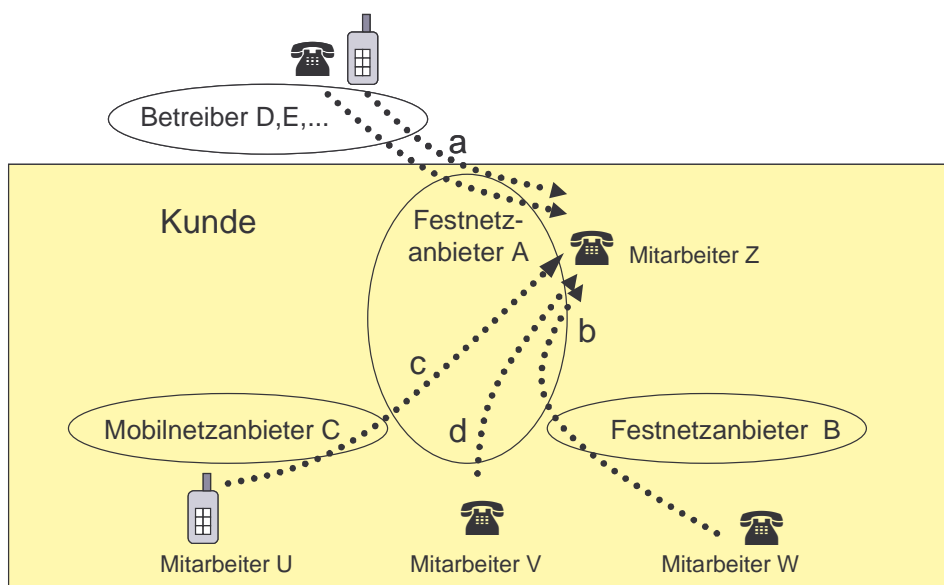 Betreiber D,E,...
a
Kunde
Festnetz-
anbieter A
Mitarbeiter Z
b
c
d
Mobilnetzanbieter C
Festnetzanbieter B
Mitarbeiter U
Mitarbeiter V
Mitarbeiter W